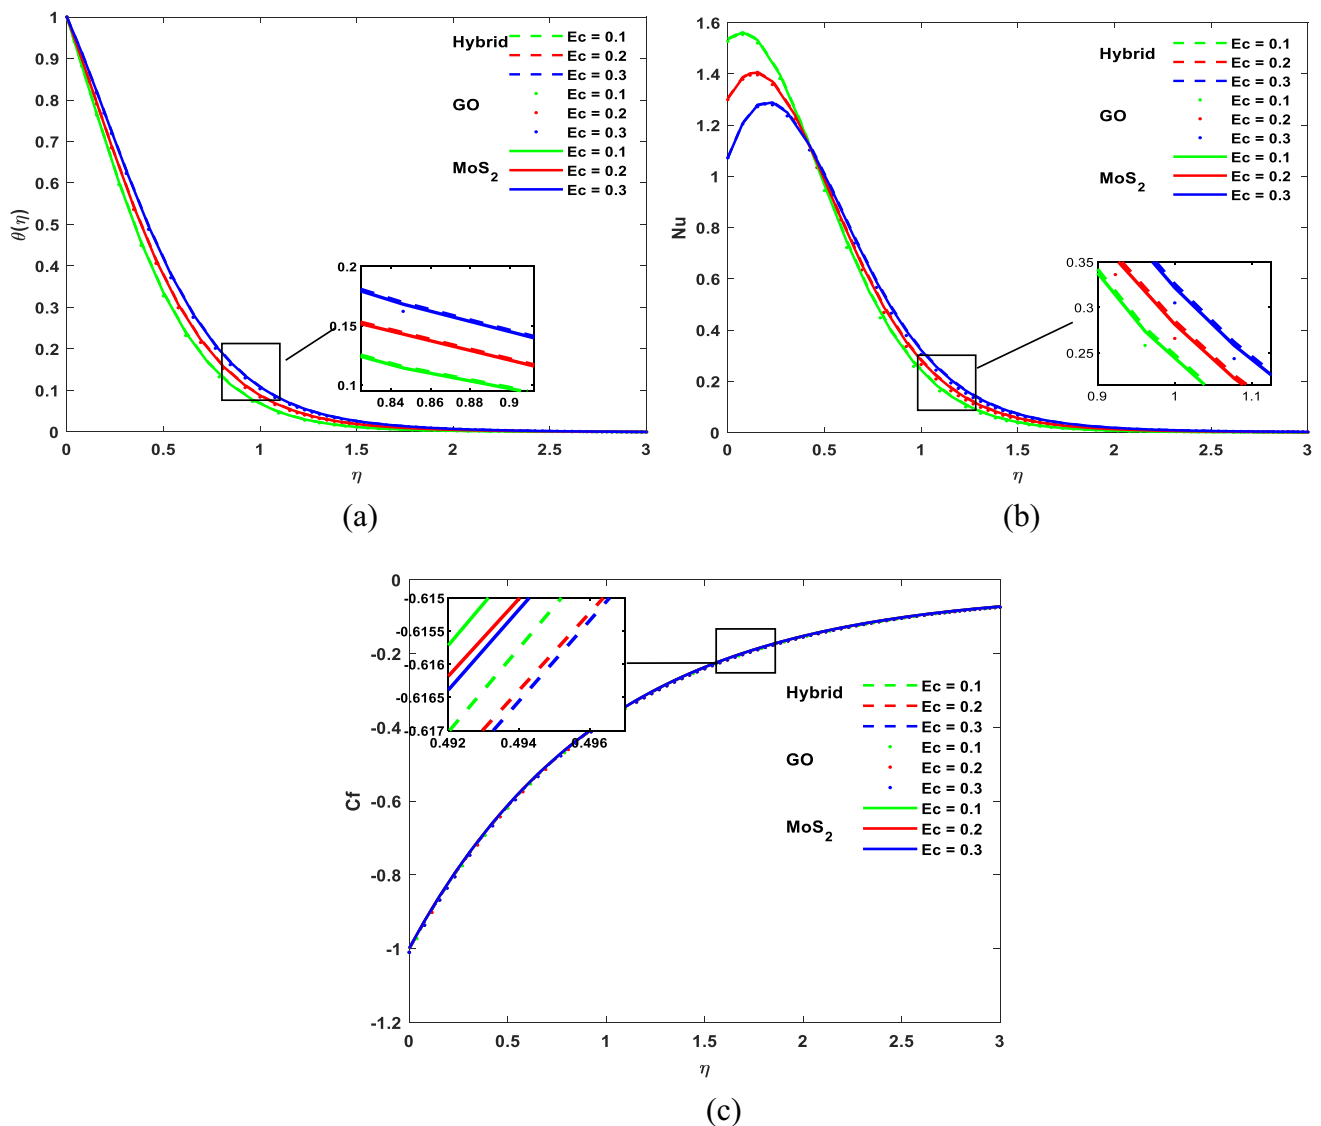 1
0.9
0.8
0.7
0.6
0.5
0.4
0.3
0.2
0.1
0
θ(η)
0 0.5 1 1.5 2 2.5 3
η
Hybrid
Ec = 0.1
Ec = 0.2
Ec = 0.3
GO
Ec = 0.1
Ec = 0.2
Ec = 0.3
MoS2
Ec = 0.1
Ec = 0.2
Ec = 0.3
0.2
0.15
0.1
0.84 0.86 0.88 0.9
(a)
1.6
1.4
1.2
1
0.8
0.6
0.4
0.2
0
Nu
0 0.5 1 1.5 2 2.5 3
η
Hybrid
Ec = 0.1
Ec = 0.2
Ec = 0.3
GO
Ec = 0.1
Ec = 0.2
Ec = 0.3
MoS2
Ec = 0.1
Ec = 0.2
Ec = 0.3
0.35
0.3
0.25
0.9 1 1.1
(b)
0
-0.2
-0.4
-0.6
-0.8
-1
-1.2
Cf
0 0.5 1 1.5 2 2.5 3
η
-0.615
-0.6155
-0.616
-0.6165
-0.617
0.492 0.494 0.496
Hybrid
Ec = 0.1
Ec = 0.2
Ec = 0.3
GO
Ec = 0.1
Ec = 0.2
Ec = 0.3
MoS2
Ec = 0.1
Ec = 0.2
Ec = 0.3
(c)